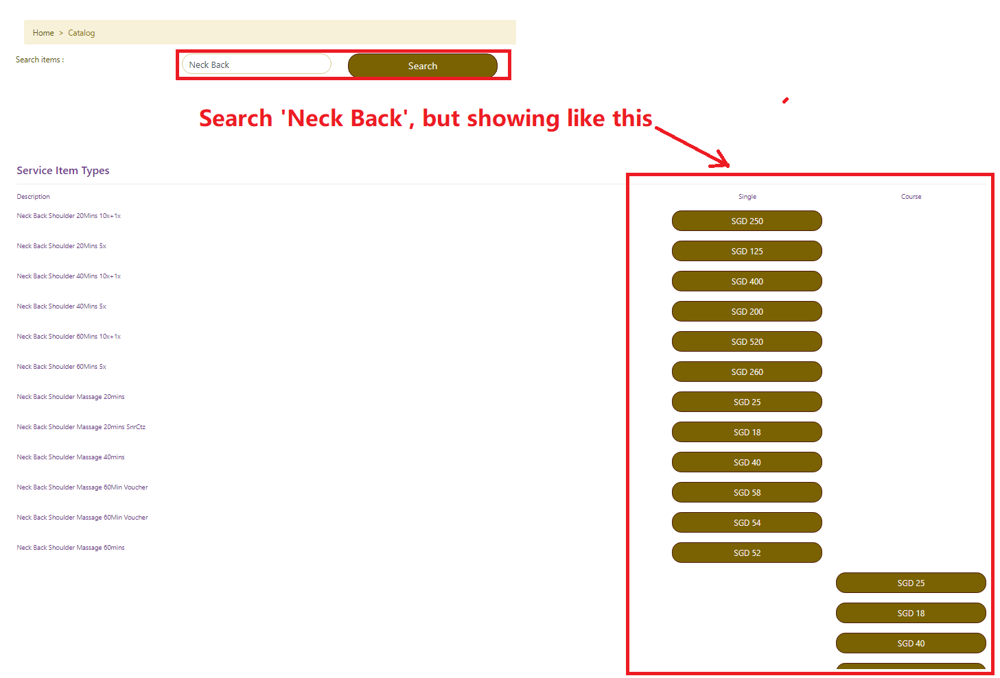 Home > Catalog
Search items :
Neck Back
Search
Search 'Neck Back', but showing like this
Service Item Types
Description Single Course
Neck Back Shoulder 20Mins 10x+1x SGD 250
Neck Back Shoulder 20Mins 5x SGD 125
Neck Back Shoulder 40Mins 10x+1x SGD 400
Neck Back Shoulder 40Mins 5x SGD 200
Neck Back Shoulder 60Mins 10x+1x SGD 520
Neck Back Shoulder 60Mins 5x SGD 260
Neck Back Shoulder Massage 20mins SGD 25
Neck Back Shoulder Massage 20mins SnrCtz SGD 18
Neck Back Shoulder Massage 40mins SGD 40
Neck Back Shoulder Massage 60Min Voucher SGD 58
Neck Back Shoulder Massage 60Min Voucher SGD 54
Neck Back Shoulder Massage 60mins SGD 52
SGD 25
SGD 18
SGD 40